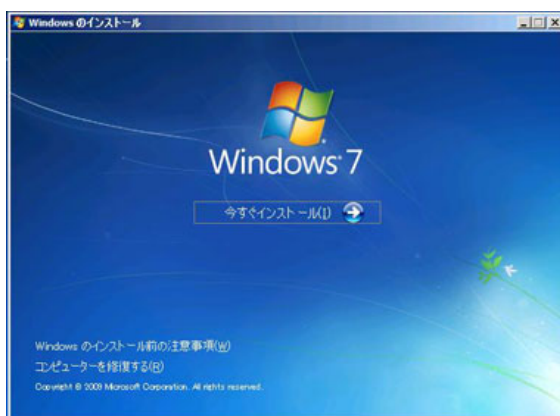 Windows のインストール
Windows 7
今すぐインストール(I)
Windows のインストール前の注意事項(W)
コンピューターを修復する(R)
Copyright © 2009 Microsoft Corporation. All rights reserved.